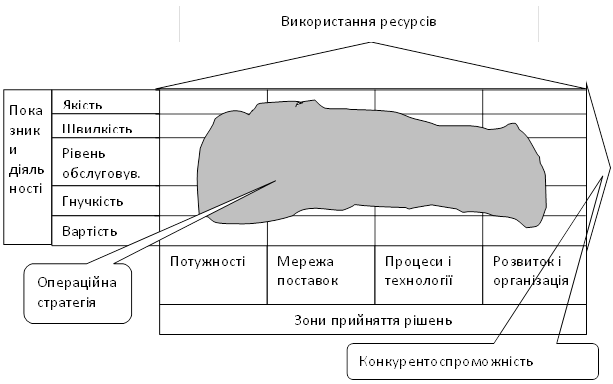 Використання ресурсів
Пока
зник
и
діяль
ності
Якість
Швидкість
Рівень
обслуговув.
Гнучкість
Вартість
Потужності
Мережа
поставок
Процеси і
технології
Розвиток і
організація
Операційна
стратегія
Зони прийняття рішень
Конкурентоспроможність